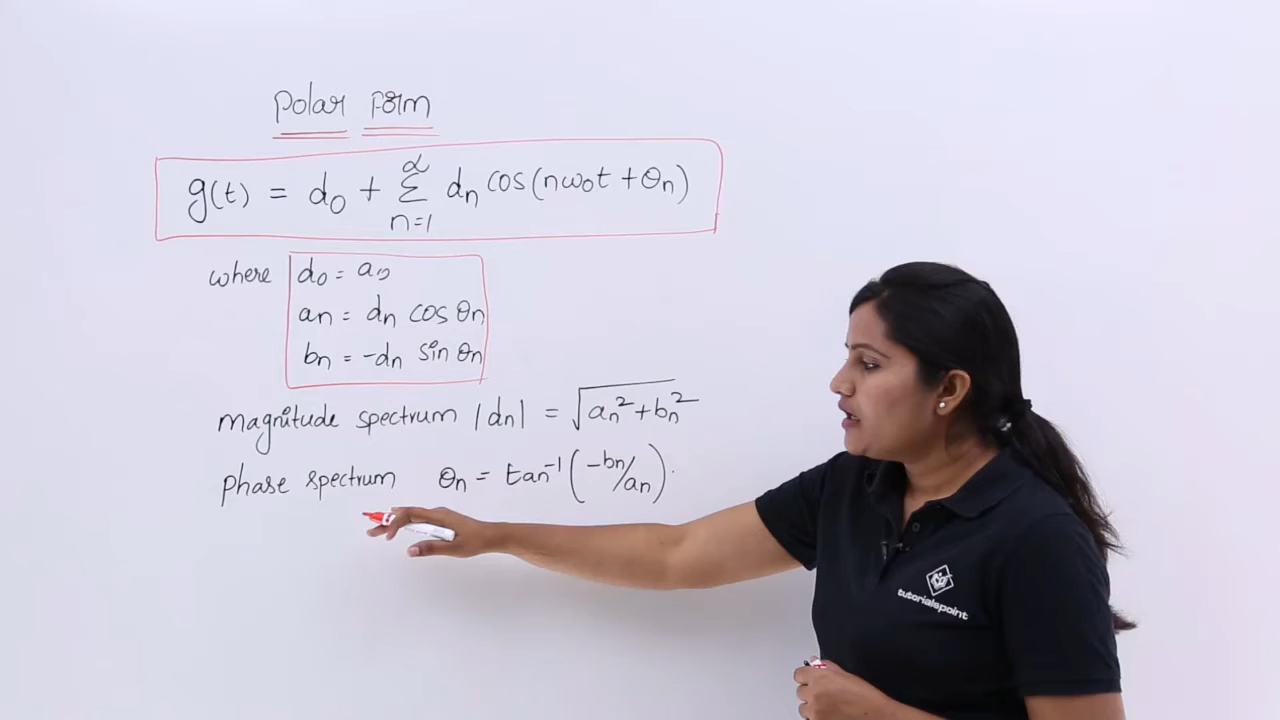 polar form
g(t) = d₀ + Σ dₙ cos(nω₀t + θₙ)
∝
n=1
where d₀ = a₀
aₙ = dₙ cos θₙ
bₙ = -dₙ sin θₙ
magnitude spectrum |dₙ| = √aₙ²+bₙ²
phase spectrum θₙ = tan⁻¹(-bₙ/aₙ).
tutorialspoint